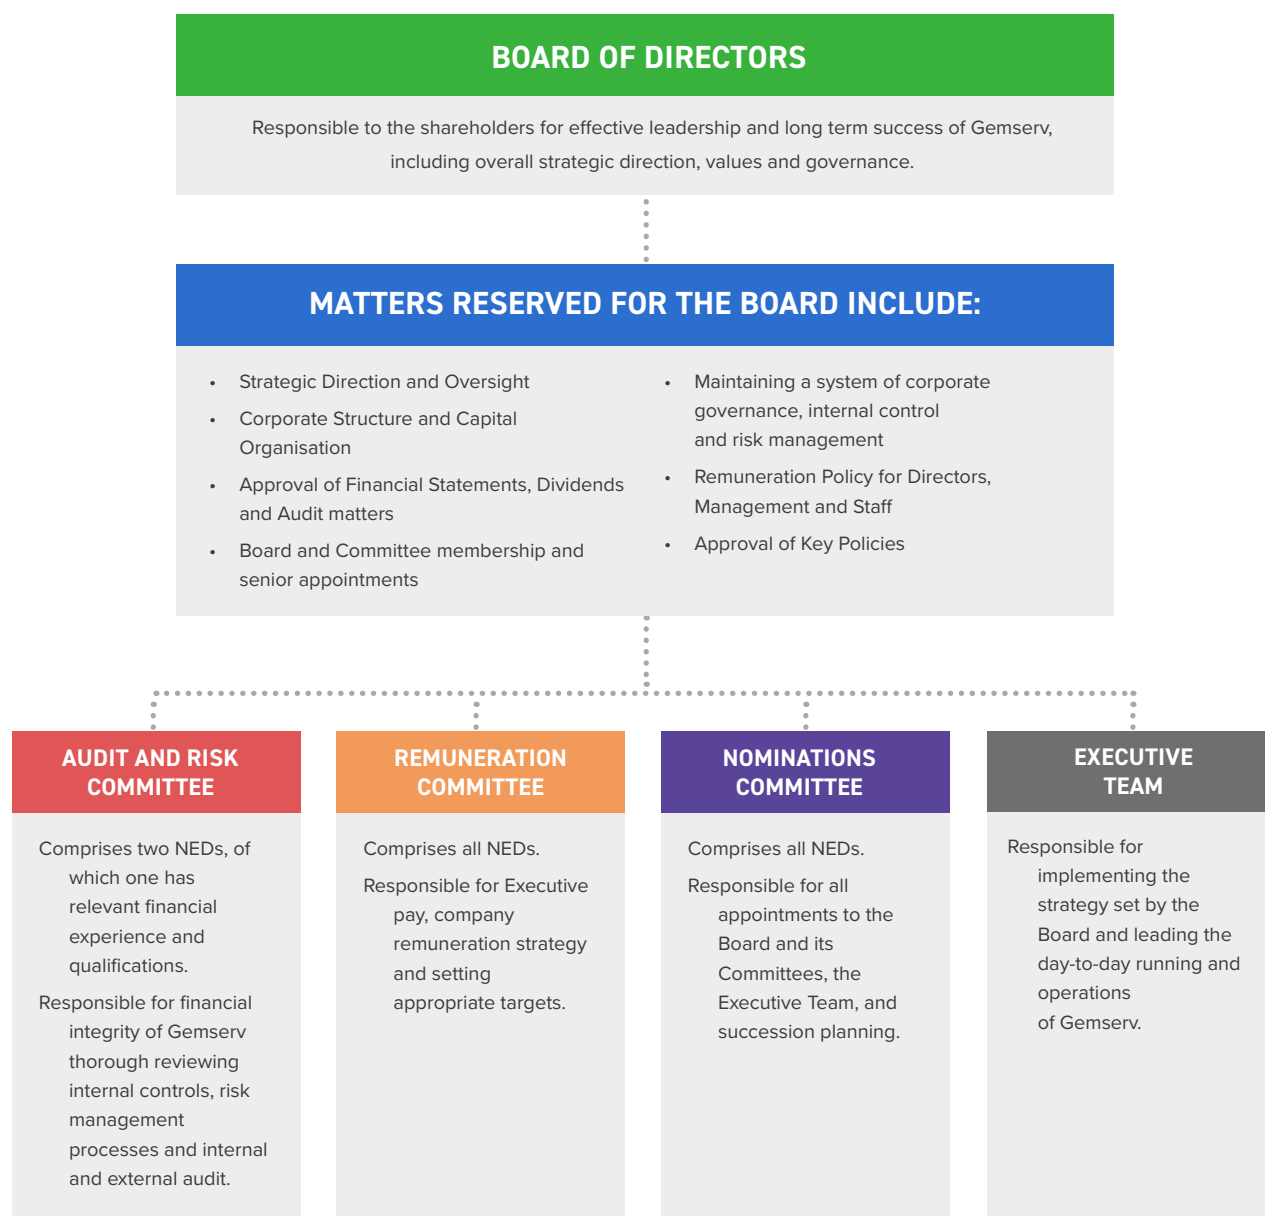 BOARD OF DIRECTORS
Responsible to the shareholders for effective leadership and long term success of Gemserv,
including overall strategic direction, values and governance.
MATTERS RESERVED FOR THE BOARD INCLUDE:
• Strategic Direction and Oversight
• Corporate Structure and Capital
Organisation
• Approval of Financial Statements, Dividends
and Audit matters
• Board and Committee membership and
senior appointments
• Maintaining a system of corporate
governance, internal control
and risk management
• Remuneration Policy for Directors,
Management and Staff
• Approval of Key Policies
AUDIT AND RISK
COMMITTEE
Comprises two NEDs, of
which one has
relevant financial
experience and
qualifications.
Responsible for financial
integrity of Gemserv
thorough reviewing
internal controls, risk
management
processes and internal
and external audit.
REMUNERATION
COMMITTEE
Comprises all NEDs.
Responsible for Executive
pay, company
remuneration strategy
and setting
appropriate targets.
NOMINATIONS
COMMITTEE
Comprises all NEDs.
Responsible for all
appointments to the
Board and its
Committees, the
Executive Team, and
succession planning.
EXECUTIVE
TEAM
Responsible for
implementing the
strategy set by the
Board and leading the
day-to-day running and
operations
of Gemserv.